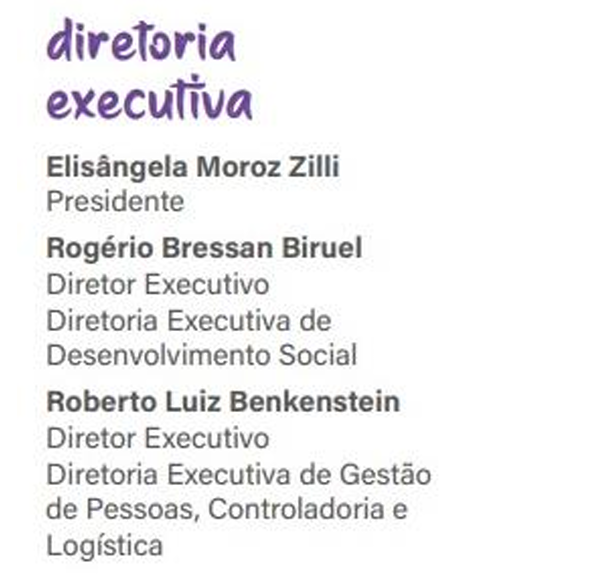 diretoria
executiva
Elisângela Moroz Zilli
Presidente
Rogério Bressan Biruel
Diretor Executivo
Diretoria Executiva de
Desenvolvimento Social
Roberto Luiz Benkenstein
Diretor Executivo
Diretoria Executiva de Gestão
de Pessoas, Controladoria e
Logística